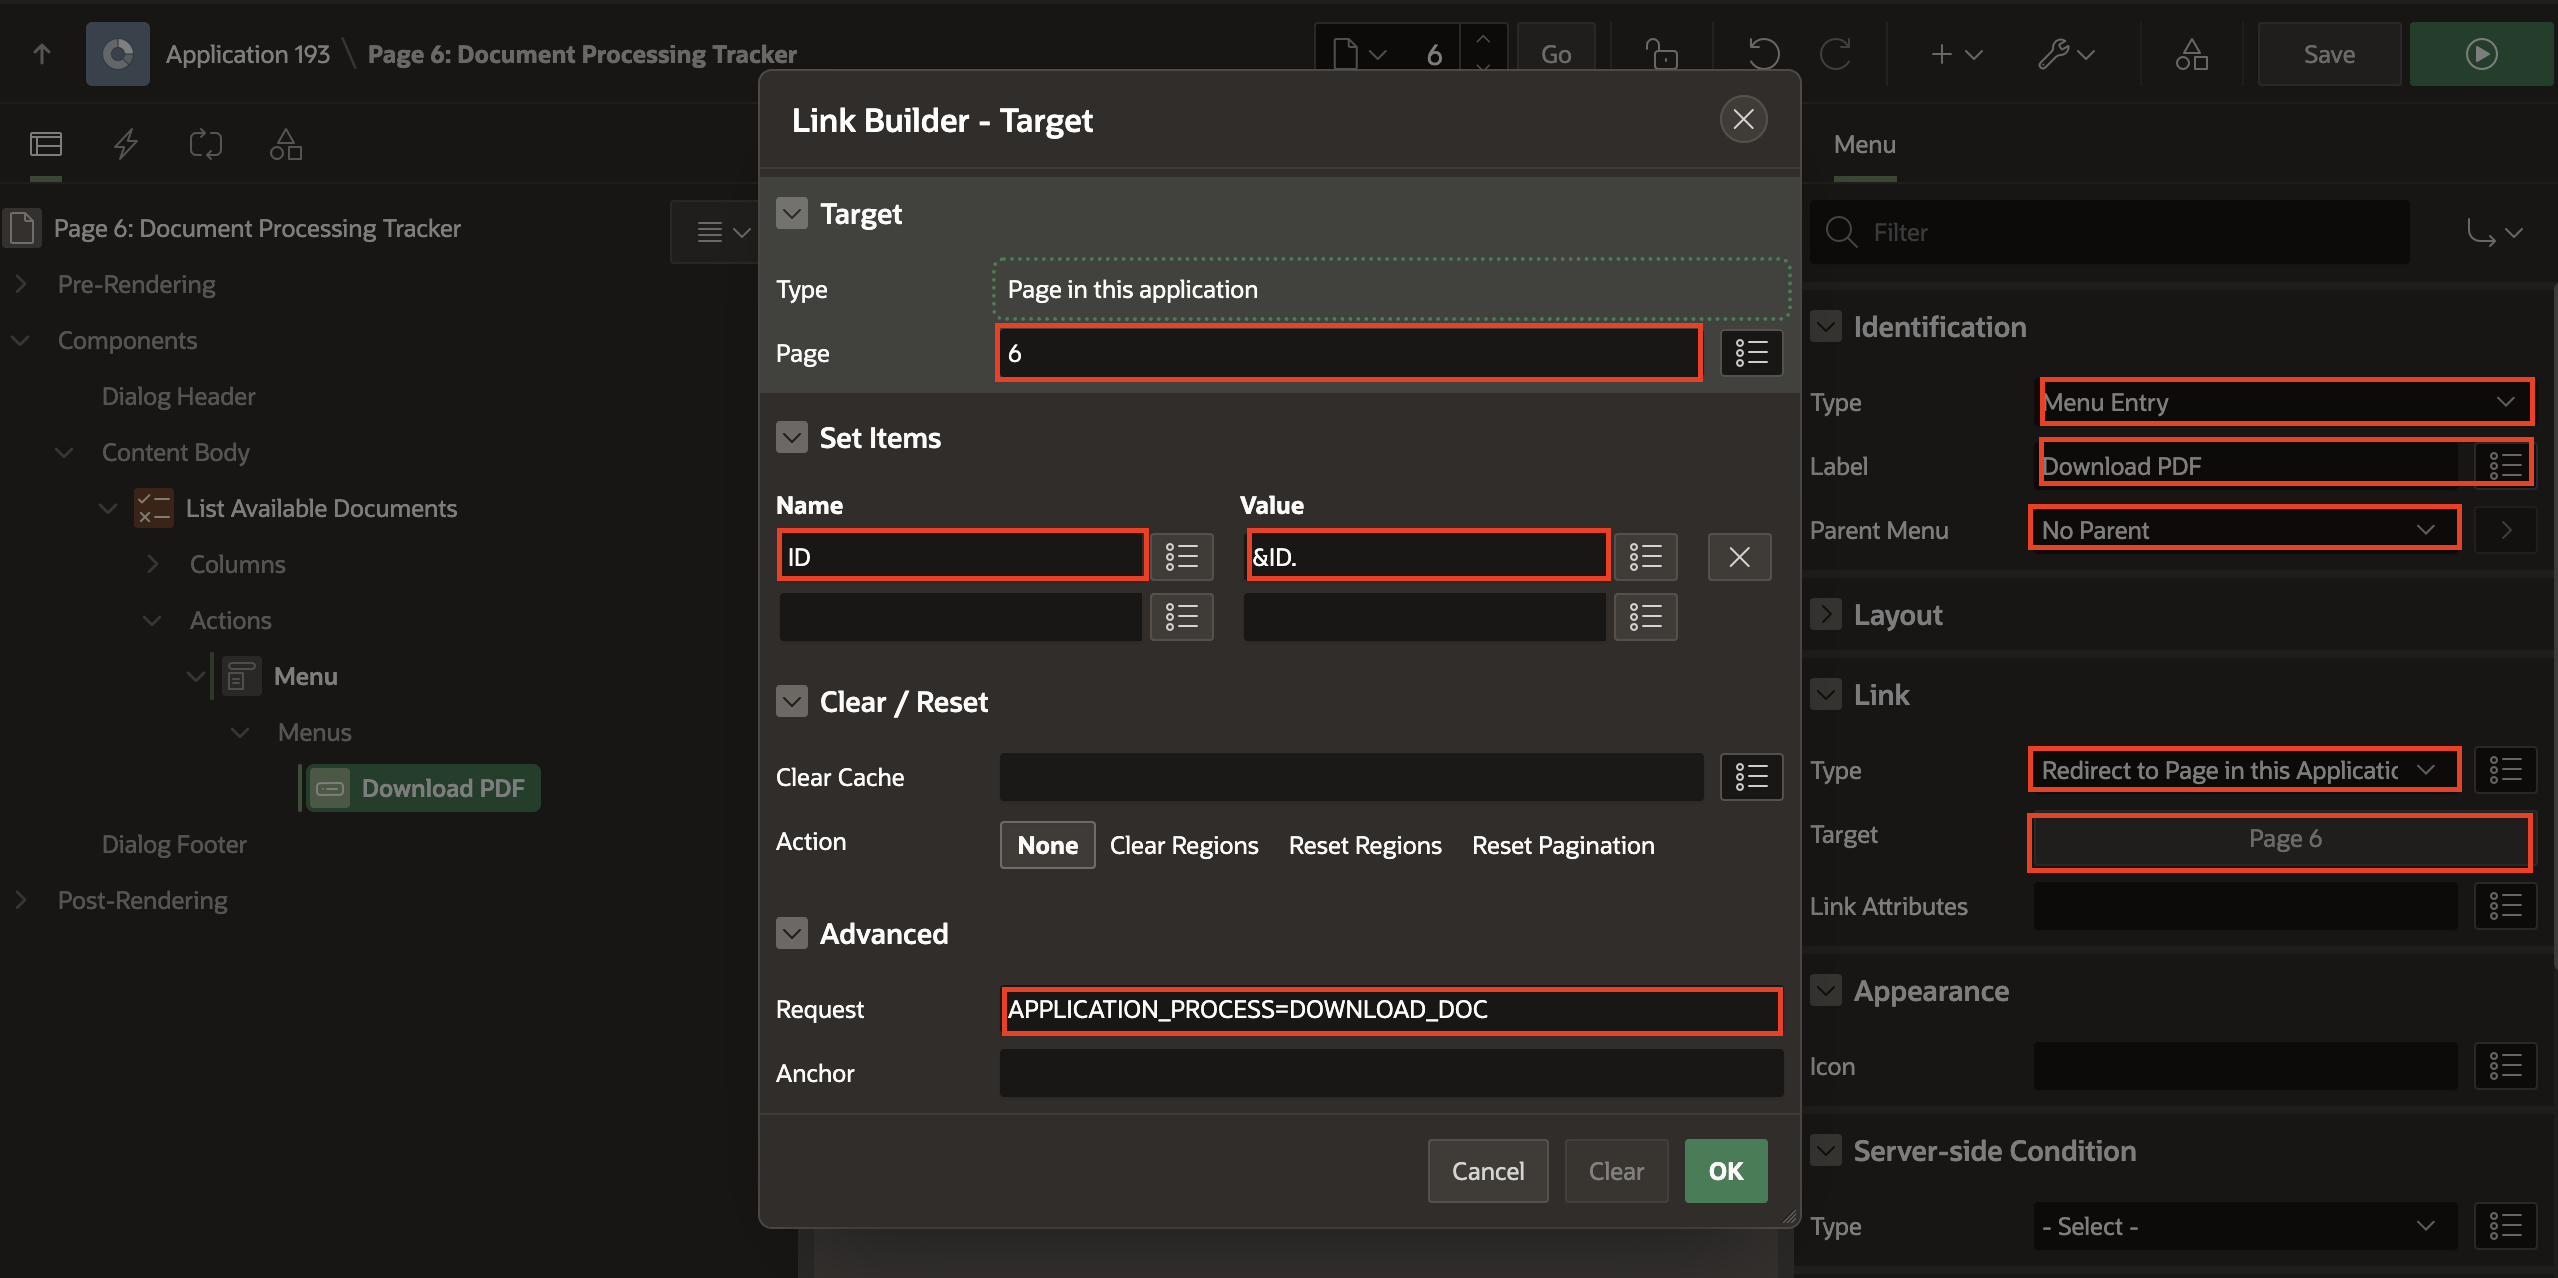 Application 193 \ Page 6: Document Processing Tracker
6
Go
Save
Page 6: Document Processing Tracker
Pre-Rendering
Components
Dialog Header
Content Body
List Available Documents
Columns
Actions
Menu
Menus
Download PDF
Dialog Footer
Post-Rendering
Link Builder - Target
Target
Type
Page in this application
Page
6
Set Items
Name
Value
ID
&ID.
Clear / Reset
Clear Cache
Action
None
Clear Regions
Reset Regions
Reset Pagination
Advanced
Request
APPLICATION_PROCESS=DOWNLOAD_DOC
Anchor
Cancel
Clear
OK
Menu
Filter
Identification
Type
Menu Entry
Label
Download PDF
Parent Menu
No Parent
Layout
Link
Type
Redirect to Page in this Applicatic
Target
Page 6
Link Attributes
Appearance
Icon
Server-side Condition
Type
- Select -